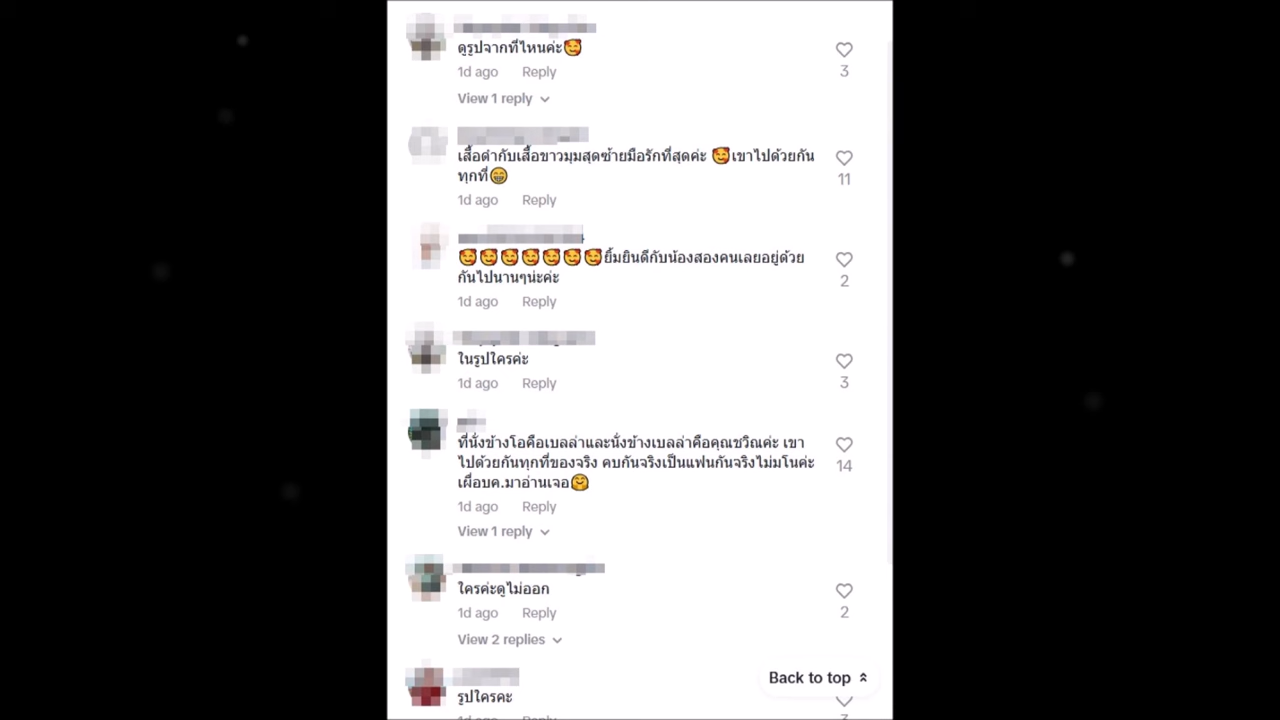 ดูรูปจากที่ไหนค่ะ🥰
3
1d ago Reply
View 1 reply
เสื้อดำกับเสื้อขาวมุมสุดซ้ายมือรักที่สุดค่ะ 🥰เขาไปด้วยกัน
ทุกที่😁
11
1d ago Reply
🥰🥰🥰🥰🥰🥰🥰ยิ้มยินดีกับน้องสองคนเลยอยู่ด้วย
กันไปนานๆน่ะค่ะ
2
1d ago Reply
ในรูปใครค่ะ
3
1d ago Reply
ที่นั่งข้างโอคือเบลล่าและนั่งข้างเบลล่าคือคุณชวิณค่ะ เขา
ไปด้วยกันทุกที่ของจริง คบกันจริงเป็นแฟนกันจริงไม่มโนค่ะ
14
เผื่อบค.มาอ่านเจอ🤗
1d ago Reply
View 1 reply
ใครค่ะดูไม่ออก
2
1d ago Reply
View 2 replies
Back to top
รูปใครคะ
1d ago Reply